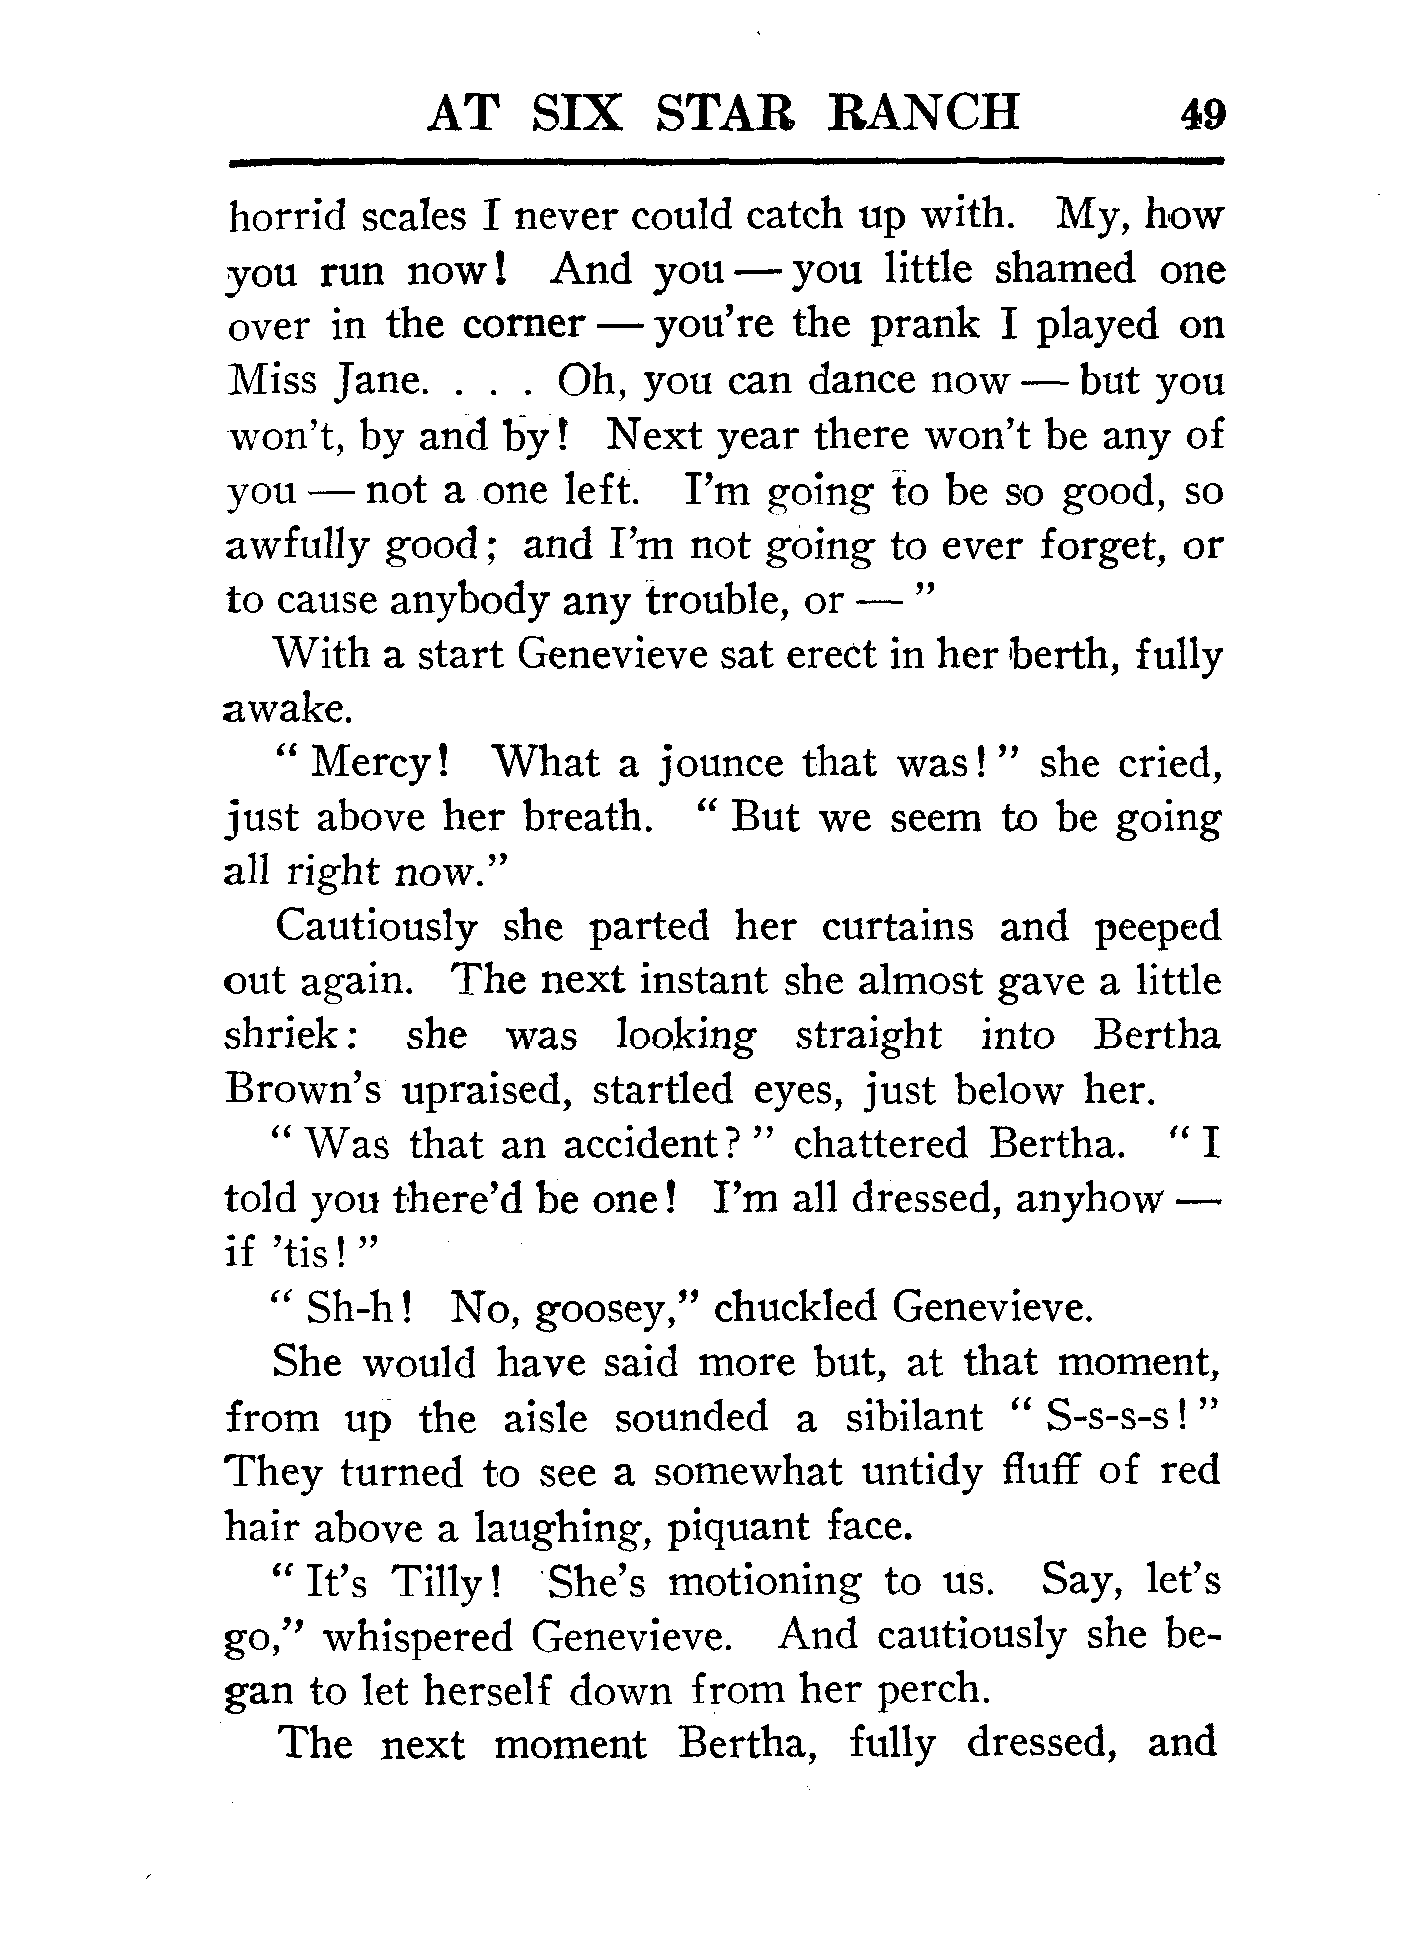 AT SIX STAR RANCH 49
horrid scales I never could catch up with. My, how
you run now! And you — you little shamed one
over in the corner — you're the prank I played on
Miss Jane. . . . Oh, you can dance now — but you
won't, by and by! Next year there won't be any of
you — not a one left. I'm going to be so good, so
awfully good; and I'm not going to ever forget, or
to cause anybody any trouble, or — "
With a start Genevieve sat erect in her berth, fully
awake.
" Mercy! What a jounce that was! " she cried,
just above her breath. " But we seem to be going
all right now."
Cautiously she parted her curtains and peeped
out again. The next instant she almost gave a little
shriek: she was looking straight into Bertha
Brown's upraised, startled eyes, just below her.
" Was that an accident? " chattered Bertha. " I
told you there'd be one! I'm all dressed, anyhow —
if 'tis! "
" Sh-h! No, goosey," chuckled Genevieve.
She would have said more but, at that moment,
from up the aisle sounded a sibilant " S-s-s-s! "
They turned to see a somewhat untidy fluff of red
hair above a laughing, piquant face.
" It's Tilly! She's motioning to us. Say, let's
go," whispered Genevieve. And cautiously she be-
gan to let herself down from her perch.
The next moment Bertha, fully dressed, and